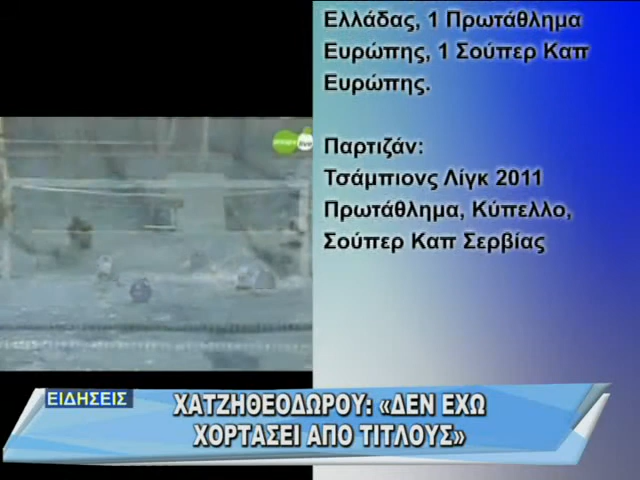 Ελλάδας, 1 Πρωτάθλημα
Ευρώπης, 1 Σούπερ Καπ
Ευρώπης.
Παρτιζάν:
Τσάμπιονς Λίγκ 2011
Πρωτάθλημα, Κύπελλο,
Σούπερ Καπ Σερβίας
live
ΕΙΔΗΣΕΙΣ
ΧΑΤΖΗΘΕΟΔΩΡΟΥ: «ΔΕΝ ΕΧΩ
ΧΟΡΤΑΣΕΙ ΑΠΟ ΤΙΤΛΟΥΣ»